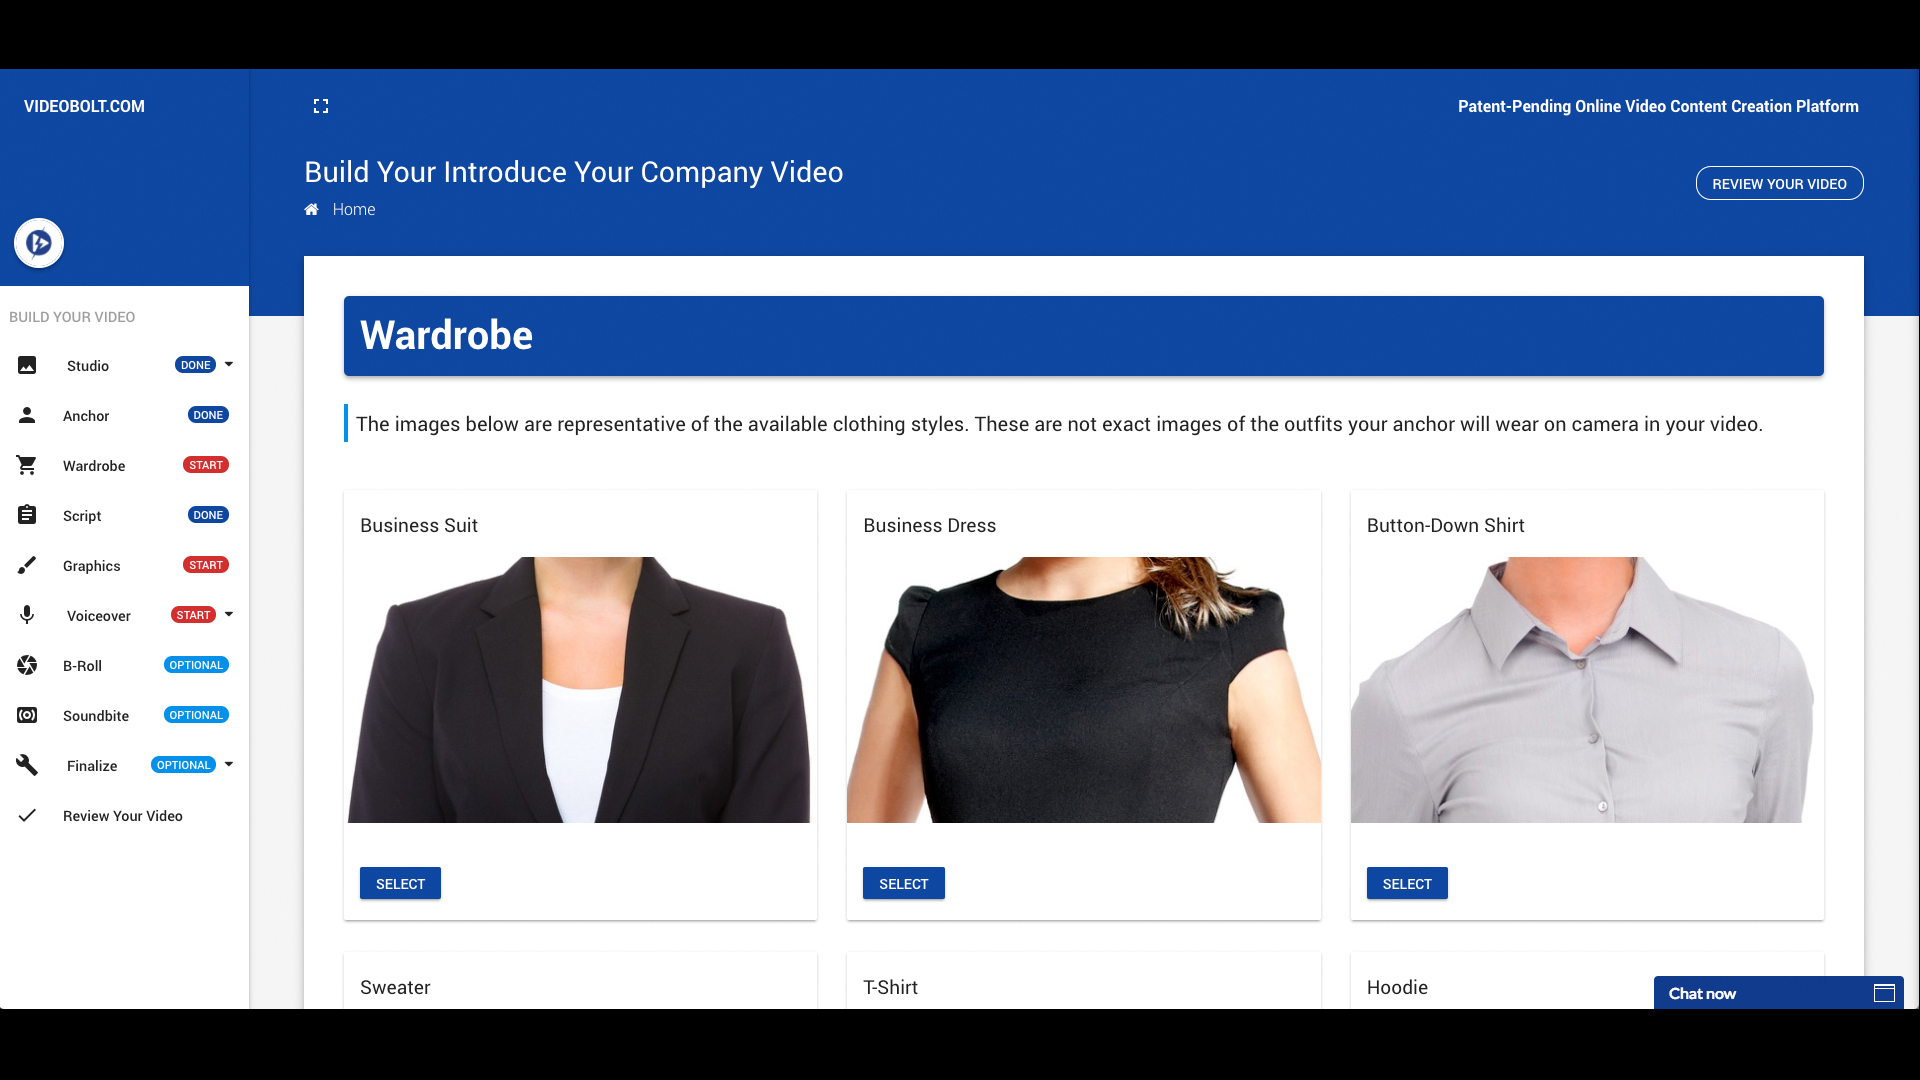 VIDEOBOLT.COM
Patent-Pending Online Video Content Creation Platform
Build Your Introduce Your Company Video
REVIEW YOUR VIDEO
Home
BUILD YOUR VIDEO
Studio DONE
Anchor DONE
Wardrobe START
Script DONE
Graphics START
Voiceover START
B-Roll OPTIONAL
Soundbite OPTIONAL
Finalize OPTIONAL
Review Your Video
Wardrobe
The images below are representative of the available clothing styles. These are not exact images of the outfits your anchor will wear on camera in your video.
Business Suit
SELECT
Business Dress
SELECT
Button-Down Shirt
SELECT
Sweater
T-Shirt
Hoodie
Chat now